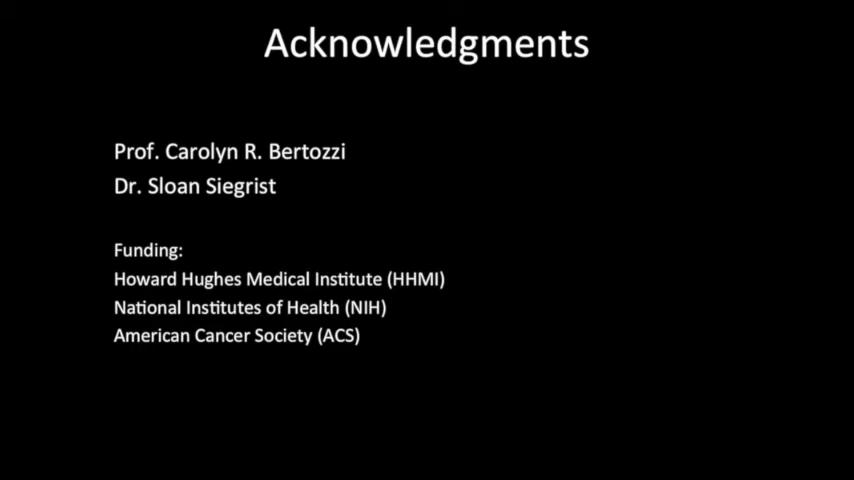 Acknowledgments
Prof. Carolyn R. Bertozzi
Dr. Sloan Siegrist
Funding:
Howard Hughes Medical Institute (HHMI)
National Institutes of Health (NIH)
American Cancer Society (ACS)